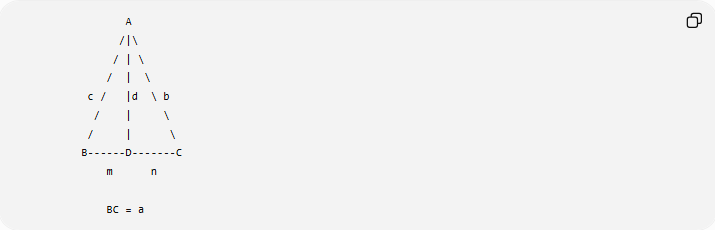 A
/|\
/ | \
/ | \
c / |d \ b
/ | \
/ | \
B------D-------C
m n
BC = a